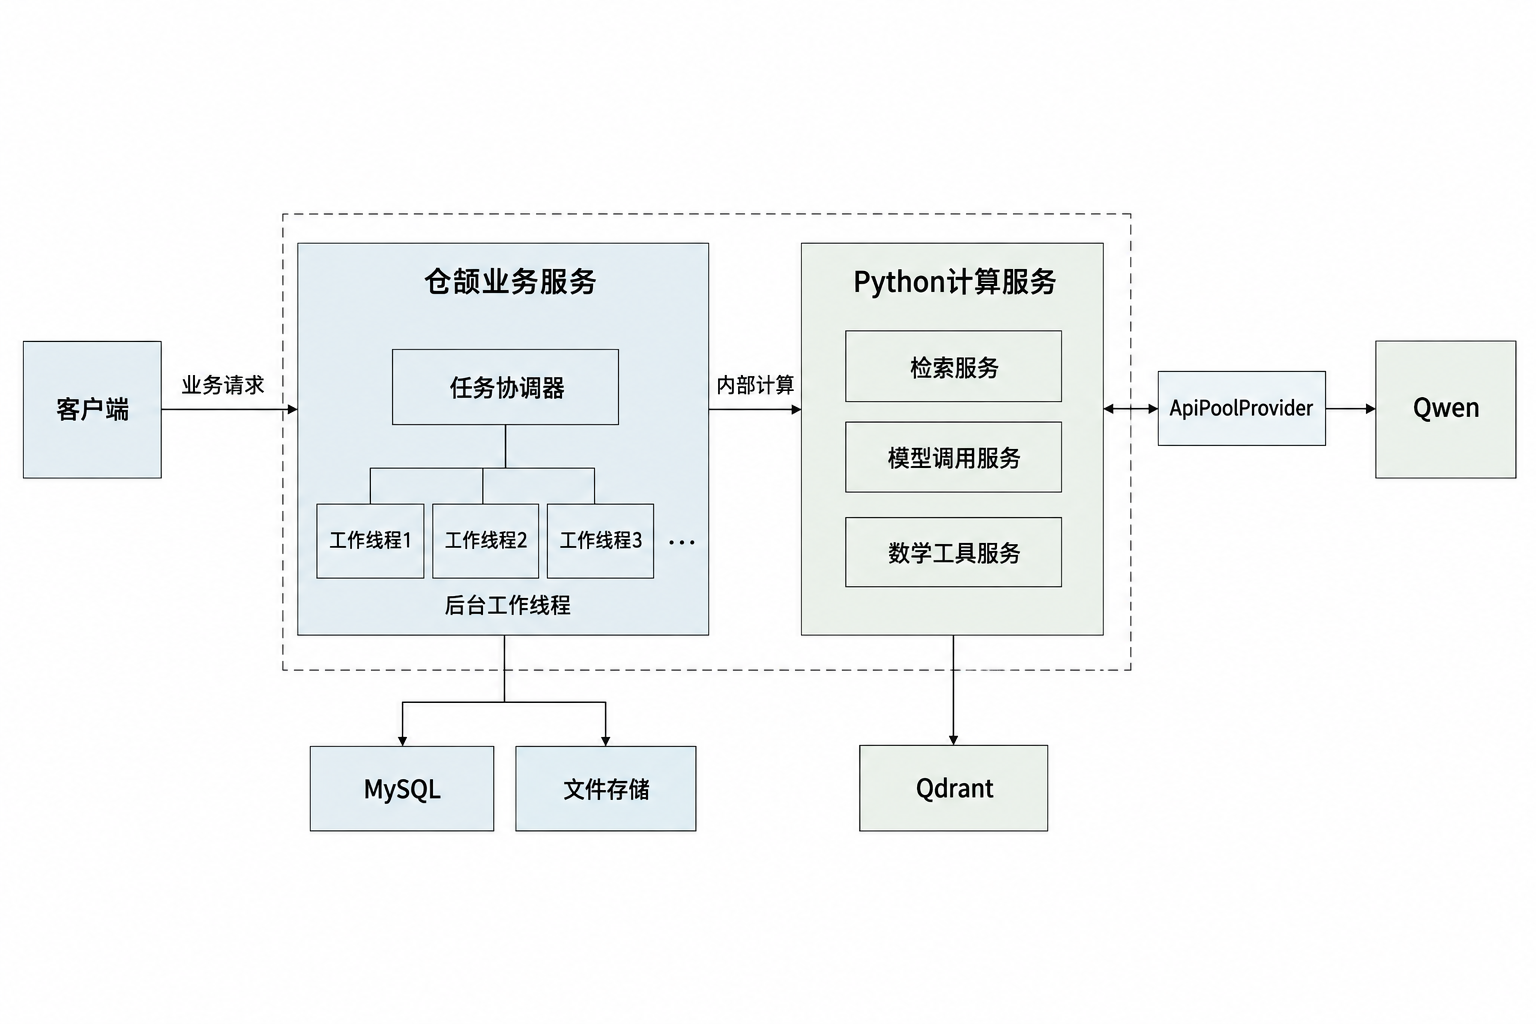 仓颉业务服务
Python计算服务
客户端
业务请求
任务协调器
内部计算
检索服务
模型调用服务
数学工具服务
ApiPoolProvider
Qwen
工作线程1
工作线程2
工作线程3
...
后台工作线程
MySQL
文件存储
Qdrant